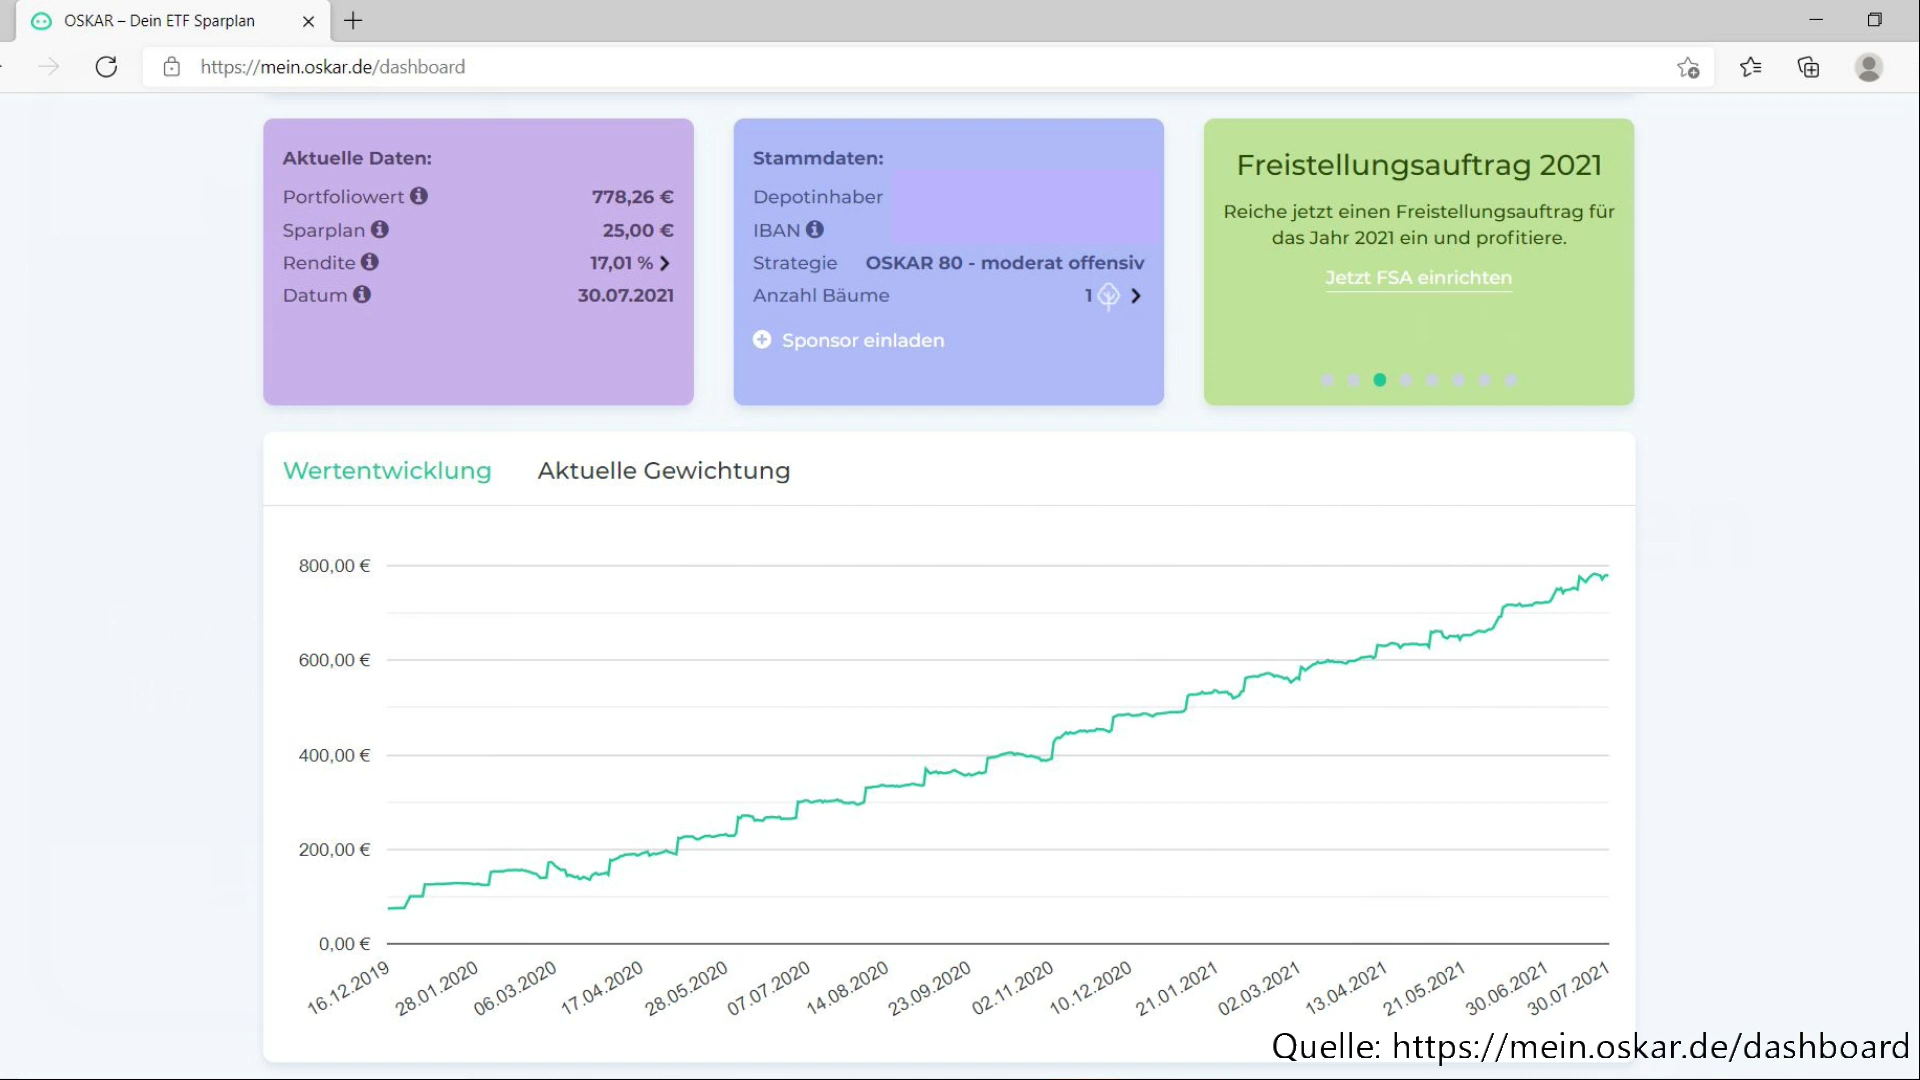 OSKAR – Dein ETF Sparplan
https://mein.oskar.de/dashboard
Aktuelle Daten:
Portfoliowert 778,26 €
Sparplan 25,00 €
Rendite 17,01 %
Datum 30.07.2021
Stammdaten:
Depotinhaber
IBAN
Strategie OSKAR 80 - moderat offensiv
Anzahl Bäume 1
Sponsor einladen
Freistellungsauftrag 2021
Reiche jetzt einen Freistellungsauftrag für
das Jahr 2021 ein und profitiere.
Jetzt FSA einrichten
Wertentwicklung Aktuelle Gewichtung
800,00 €
600,00 €
400,00 €
200,00 €
0,00 €
16.12.2019 28.01.2020 06.03.2020 17.04.2020 28.05.2020 07.07.2020 14.08.2020 23.09.2020 02.11.2020 10.12.2020 21.01.2021 02.03.2021 13.04.2021 21.05.2021 30.06.2021 30.07.2021
Quelle: https://mein.oskar.de/dashboard